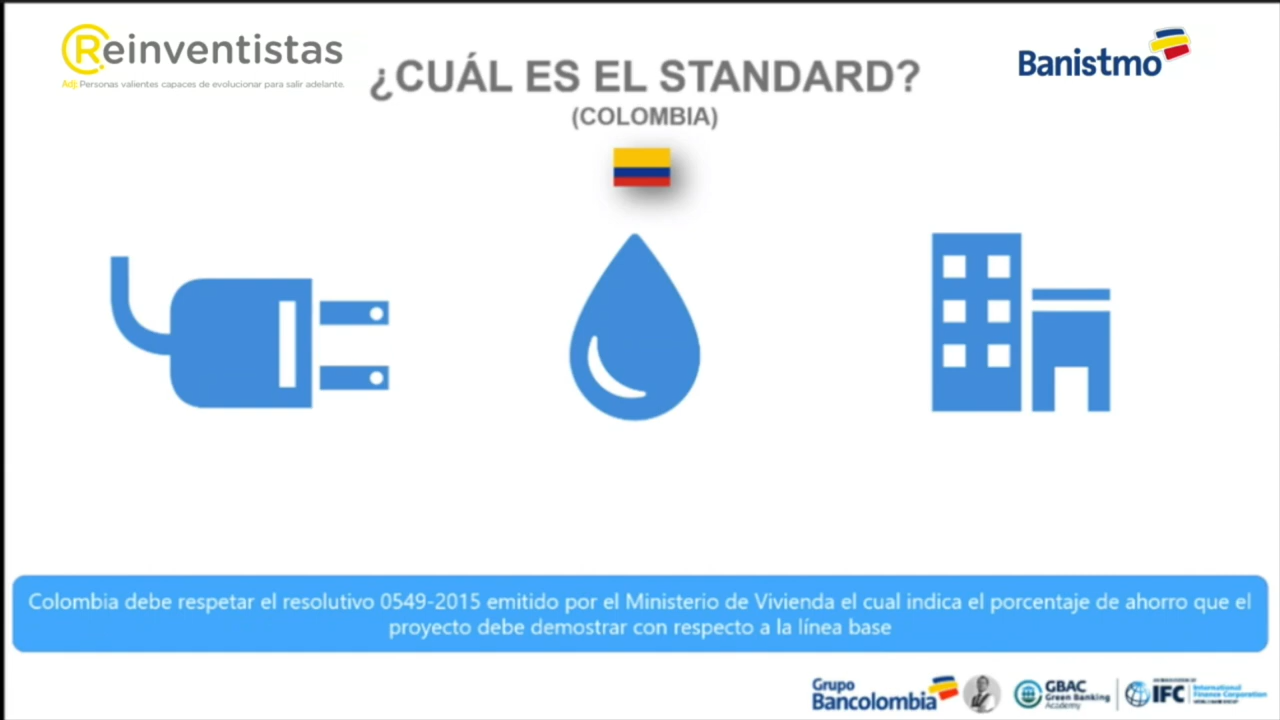 Reinventistas
Adj: Personas valientes capaces de evolucionar para salir adelante.
¿CUÁL ES EL STANDARD?
(COLOMBIA)
Banistmo
Colombia debe respetar el resolutivo 0549-2015 emitido por el Ministerio de Vivienda el cual indica el porcentaje de ahorro que el
proyecto debe demostrar con respecto a la línea base
Grupo
Bancolombia
GBAC
Green Banking
Academy
IFC
International
Finance Corporation